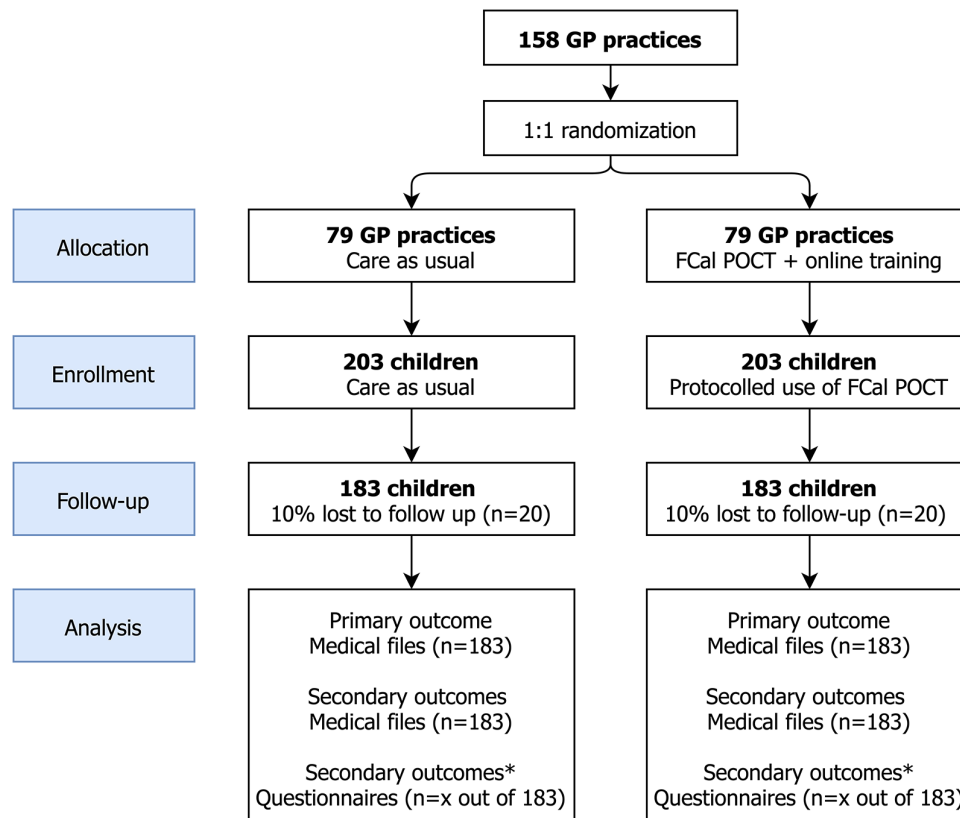 158 GP practices
1:1 randomization
Allocation
79 GP practices
Care as usual
79 GP practices
FCal POCT + online training
Enrollment
203 children
Care as usual
203 children
Protocolled use of FCal POCT
Follow-up
183 children
10% lost to follow up (n=20)
183 children
10% lost to follow-up (n=20)
Analysis
Primary outcome
Medical files (n=183)
Secondary outcomes
Medical files (n=183)
Secondary outcomes*
Questionnaires (n=x out of 183)
Primary outcome
Medical files (n=183)
Secondary outcomes
Medical files (n=183)
Secondary outcomes*
Questionnaires (n=x out of 183)